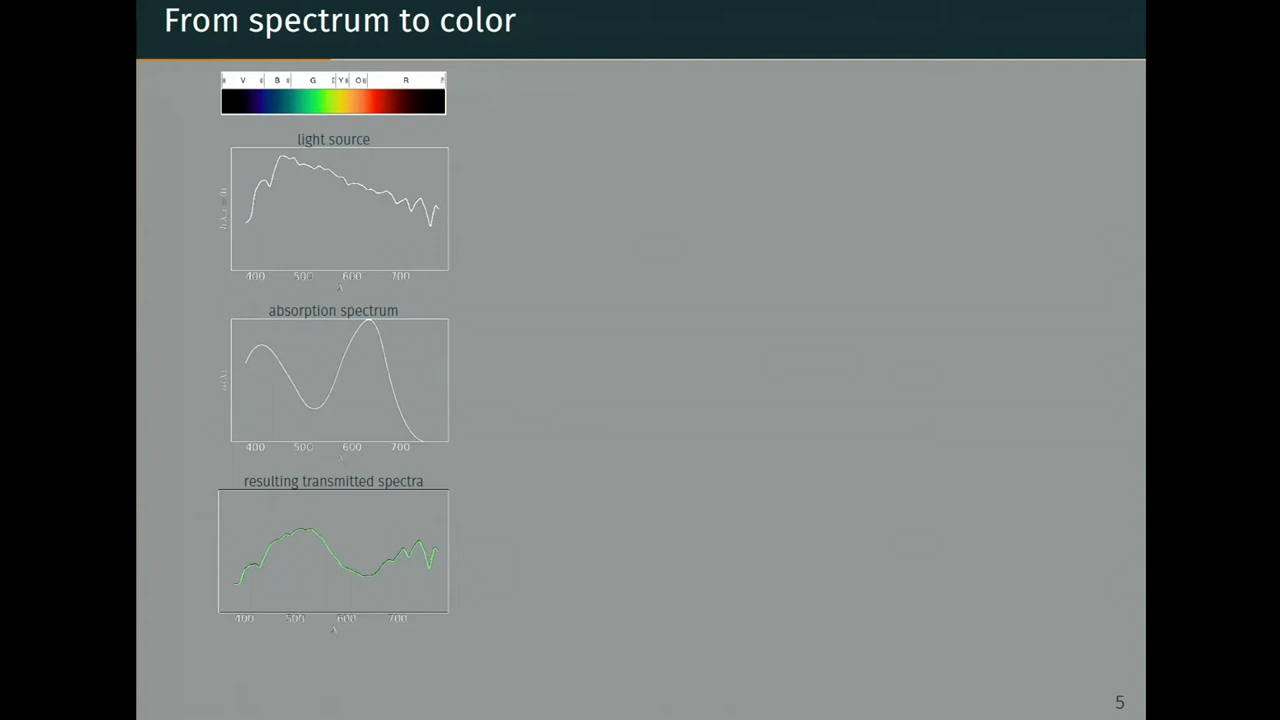 From spectrum to color
V B G Y O R
light source
400 500 600 700
λ
absorption spectrum
400 500 600 700
λ
resulting transmitted spectra
400 500 600 700
λ
5